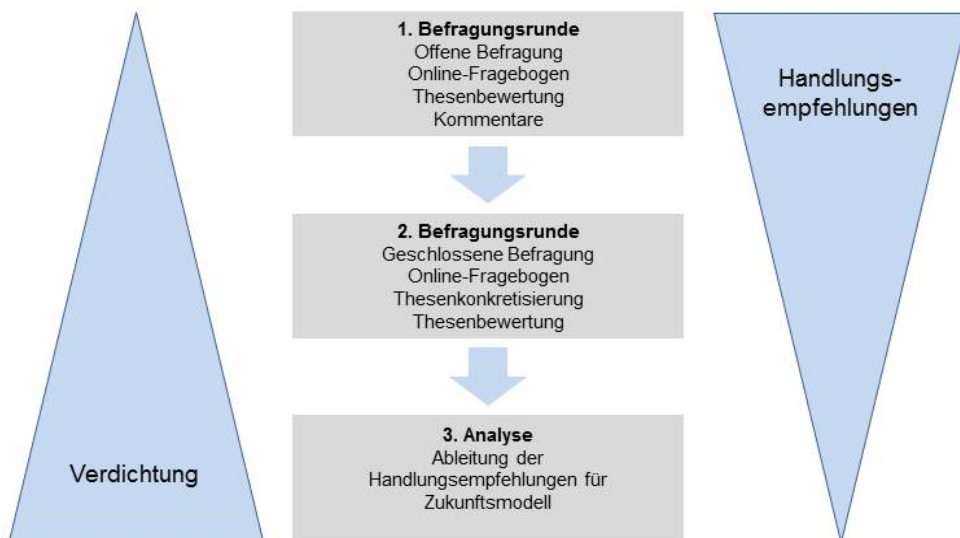 1. Befragungsrunde
Offene Befragung
Online-Fragebogen
Thesenbewertung
Kommentare
Handlungs-
empfehlungen
2. Befragungsrunde
Geschlossene Befragung
Online-Fragebogen
Thesenkonkretisierung
Thesenbewertung
Verdichtung
3. Analyse
Ableitung der
Handlungsempfehlungen für
Zukunftsmodell